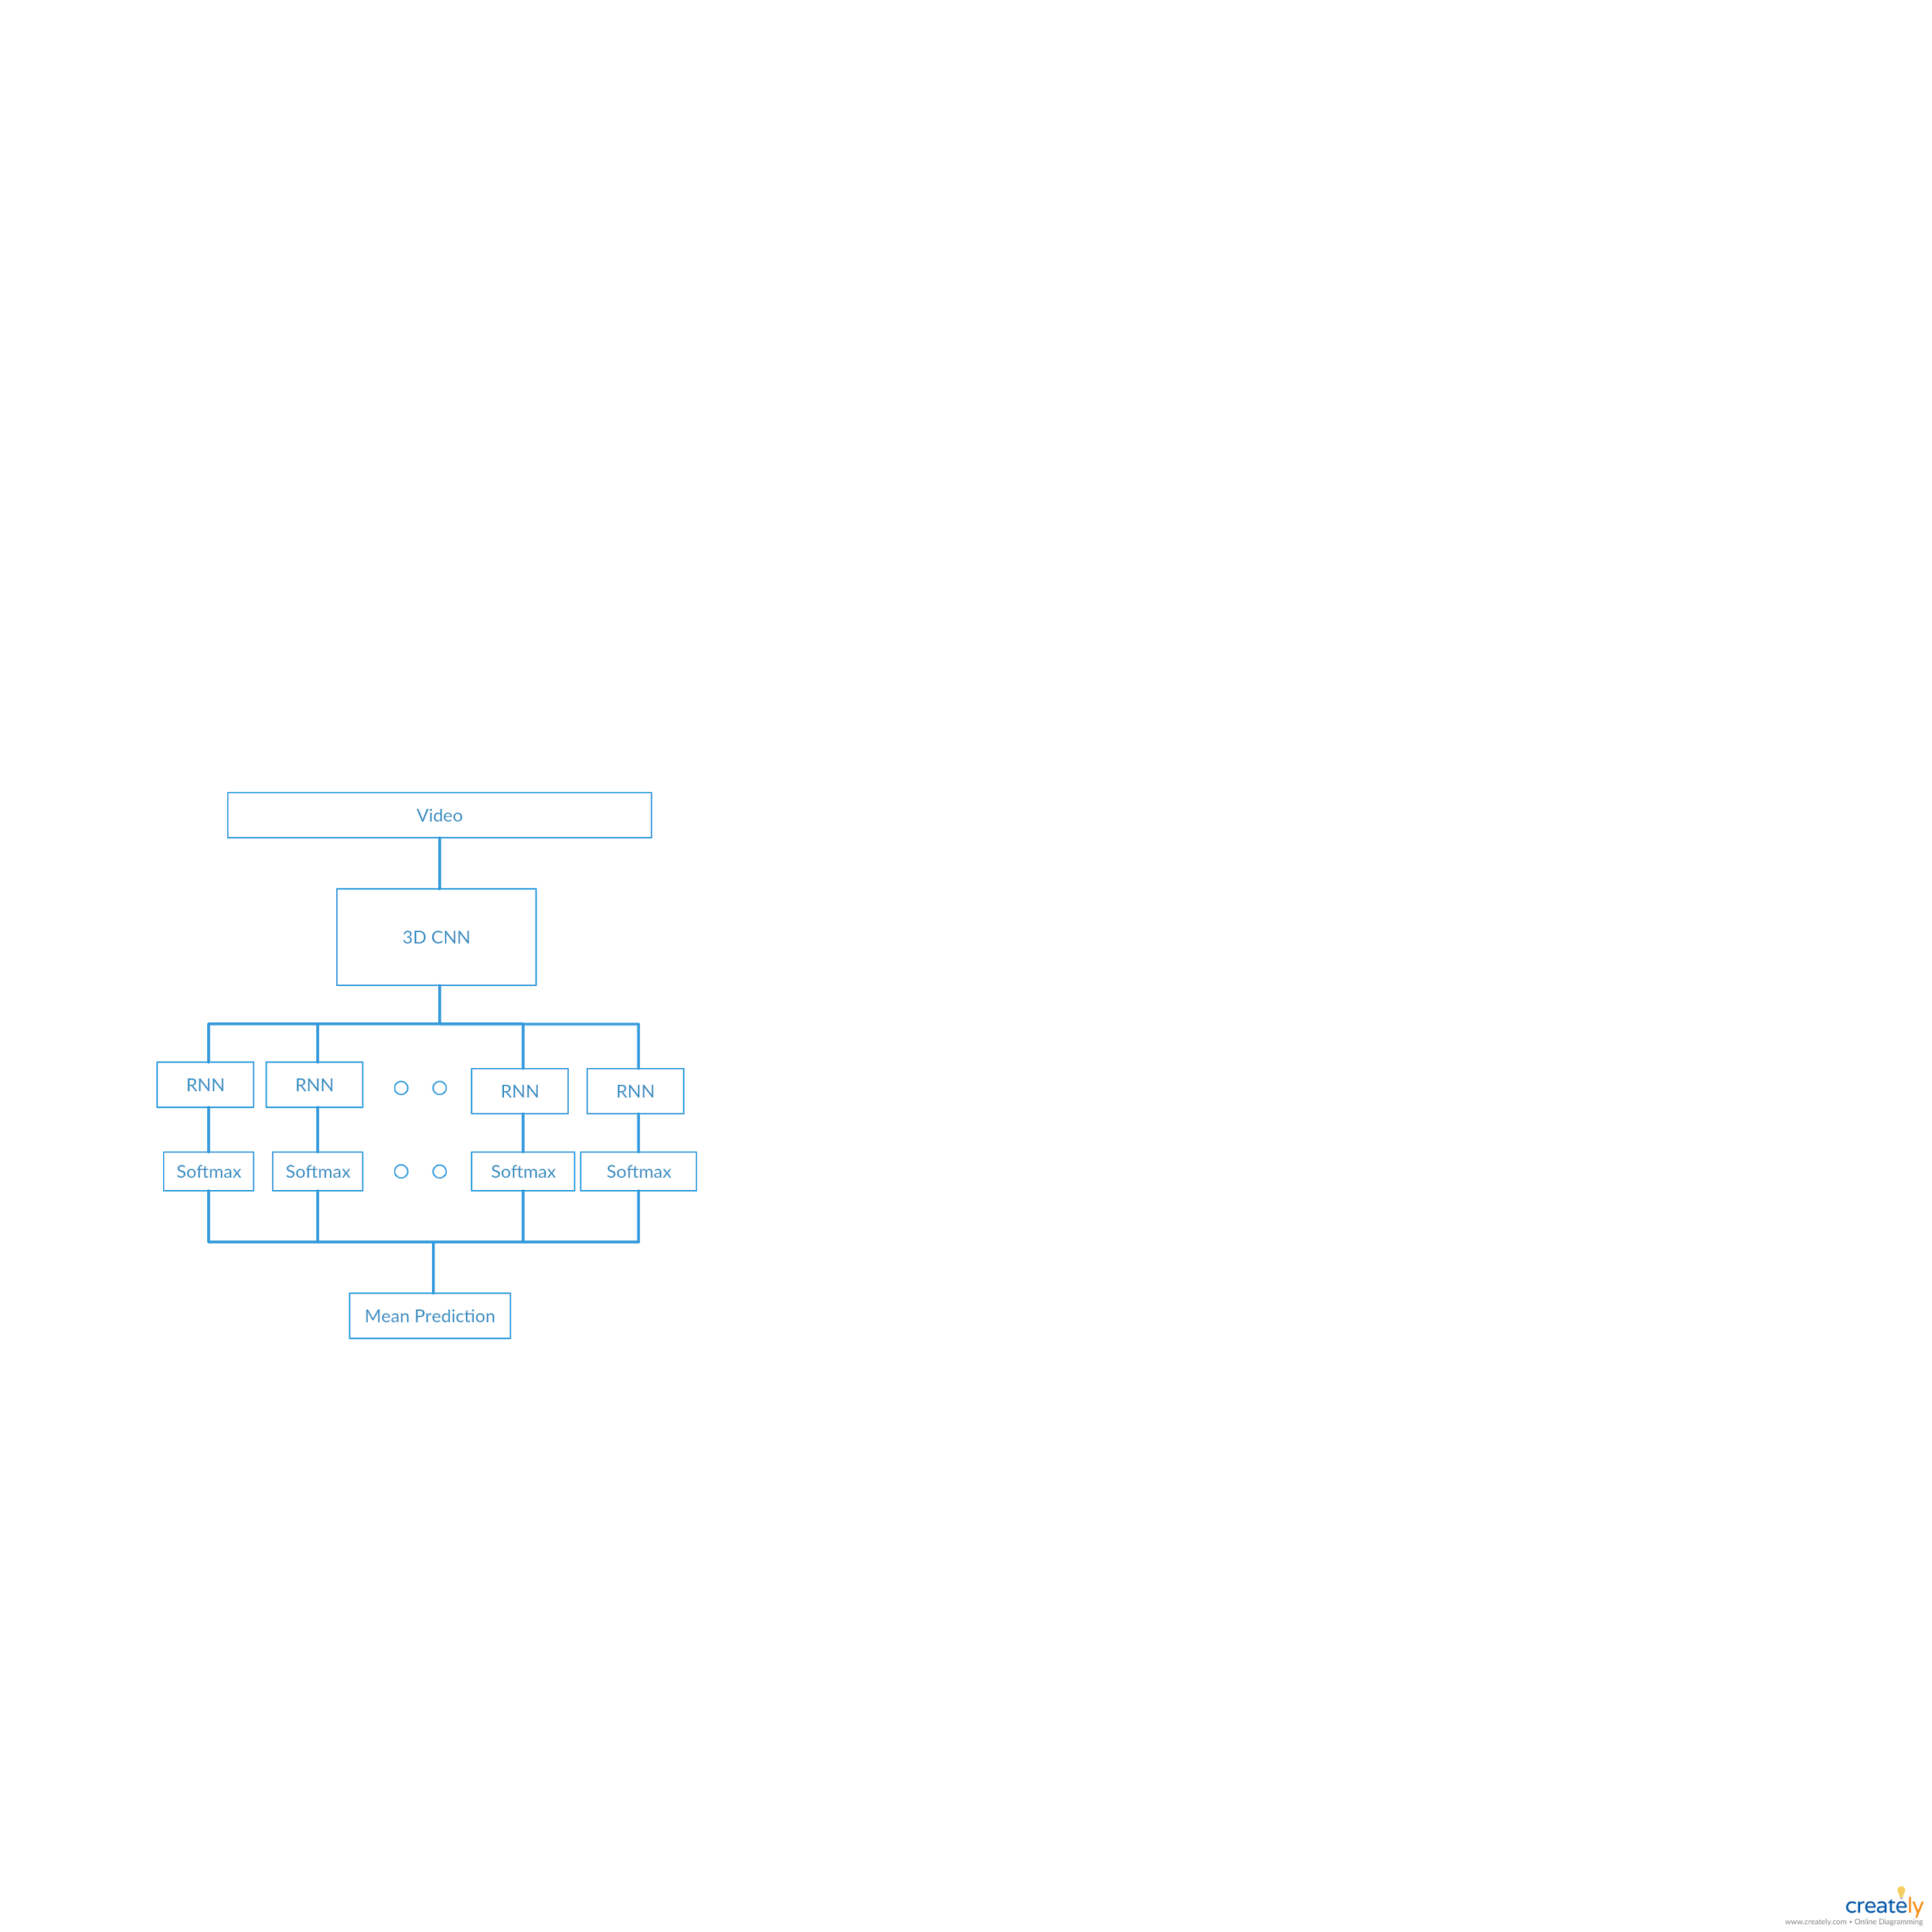 Video
3D CNN
RNN
RNN
RNN
RNN
Softmax
Softmax
Softmax
Softmax
Mean Prediction
creately
www.creately.com • Online Diagramming